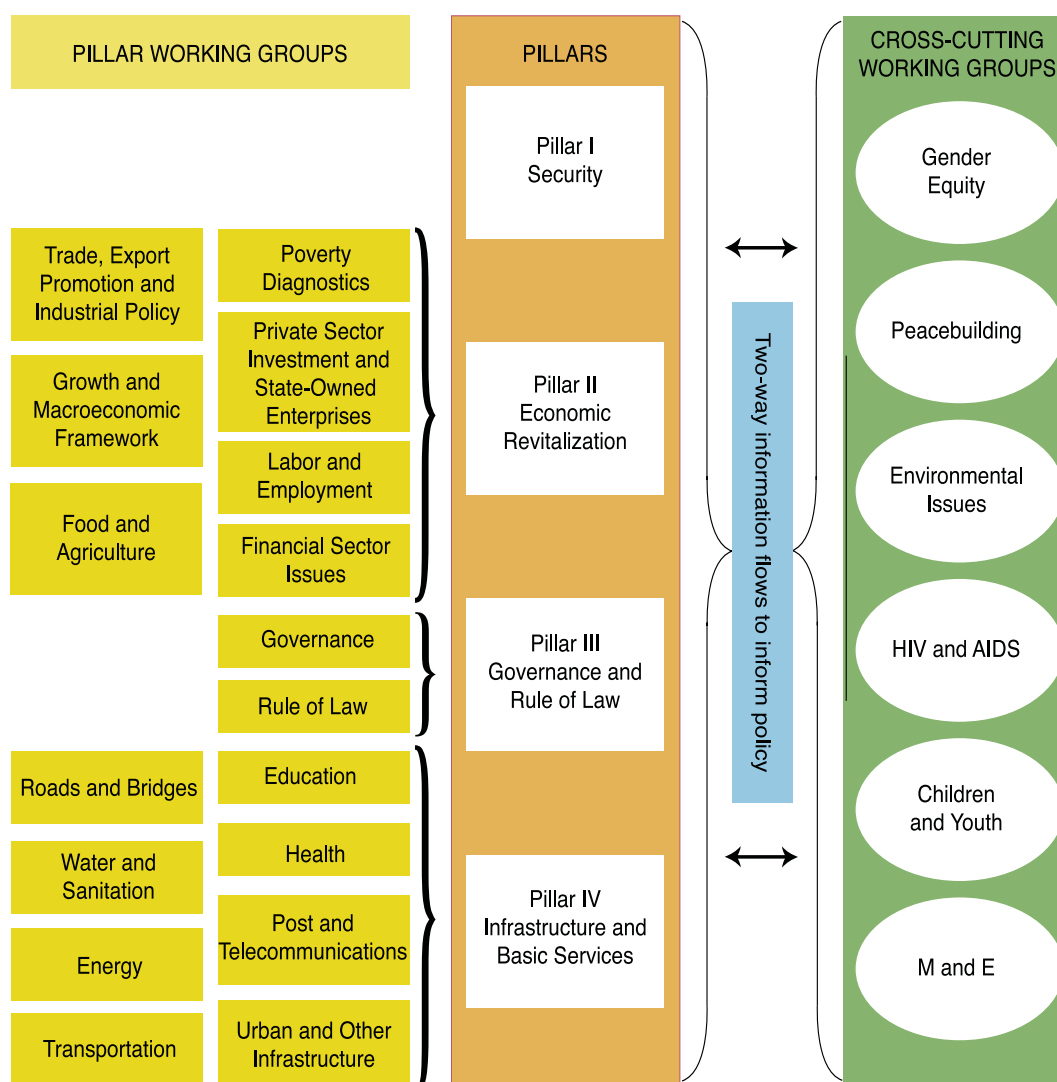 PILLAR WORKING GROUPS
Trade, Export
Promotion and
Industrial Policy
Growth and
Macroeconomic
Framework
Food and
Agriculture
Poverty
Diagnostics
Private Sector
Investment and
State-Owned
Enterprises
Labor and
Employment
Financial Sector
Issues
Governance
Rule of Law
Roads and Bridges
Water and
Sanitation
Energy
Transportation
Education
Health
Post and
Telecommunications
Urban and Other
Infrastructure
PILLARS
Pillar I
Security
Pillar II
Economic
Revitalization
Pillar III
Governance and
Rule of Law
Pillar IV
Infrastructure and
Basic Services
Two-way information flows to inform policy
CROSS-CUTTING
WORKING GROUPS
Gender
Equity
Peacebuilding
Environmental
Issues
HIV and AIDS
Children
and Youth
M and E